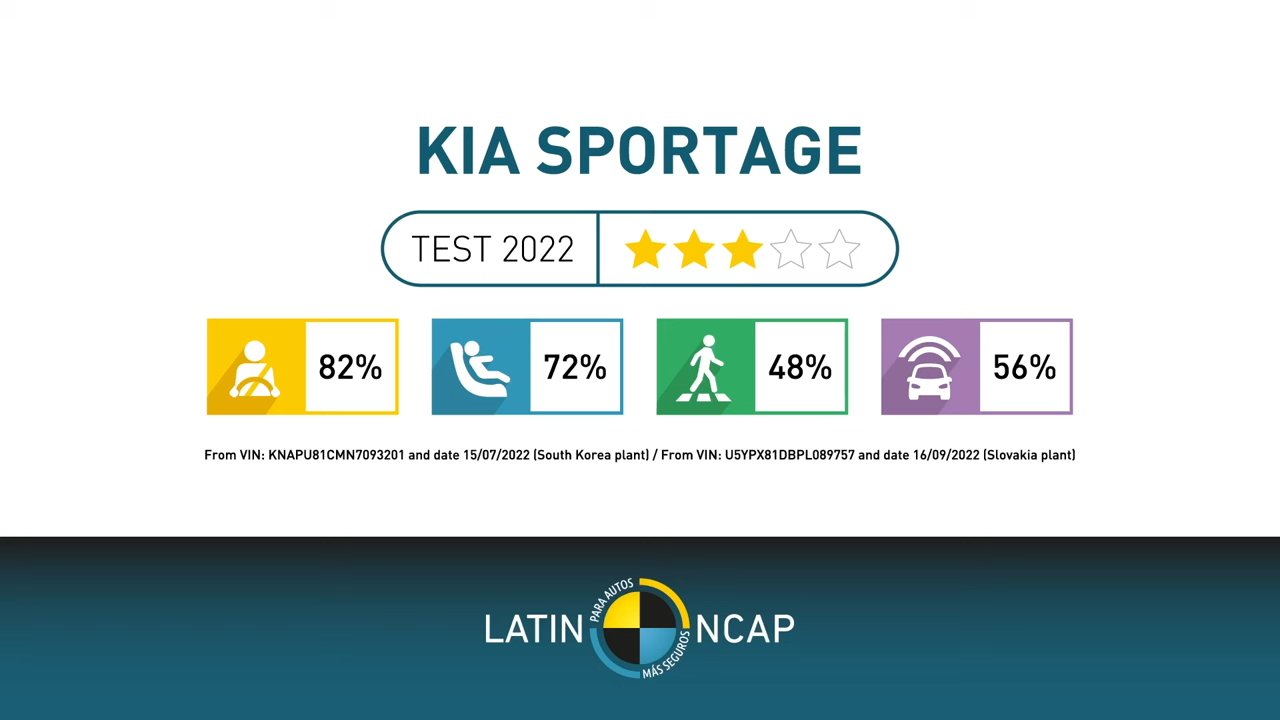 KIA SPORTAGE
TEST 2022
82%
72%
48%
56%
From VIN: KNAPU81CMN7093201 and date 15/07/2022 (South Korea plant) / From VIN: U5YPX81DBPL089757 and date 16/09/2022 (Slovakia plant)
LATIN NCAP
PARA AUTOS
MÁS SEGUROS